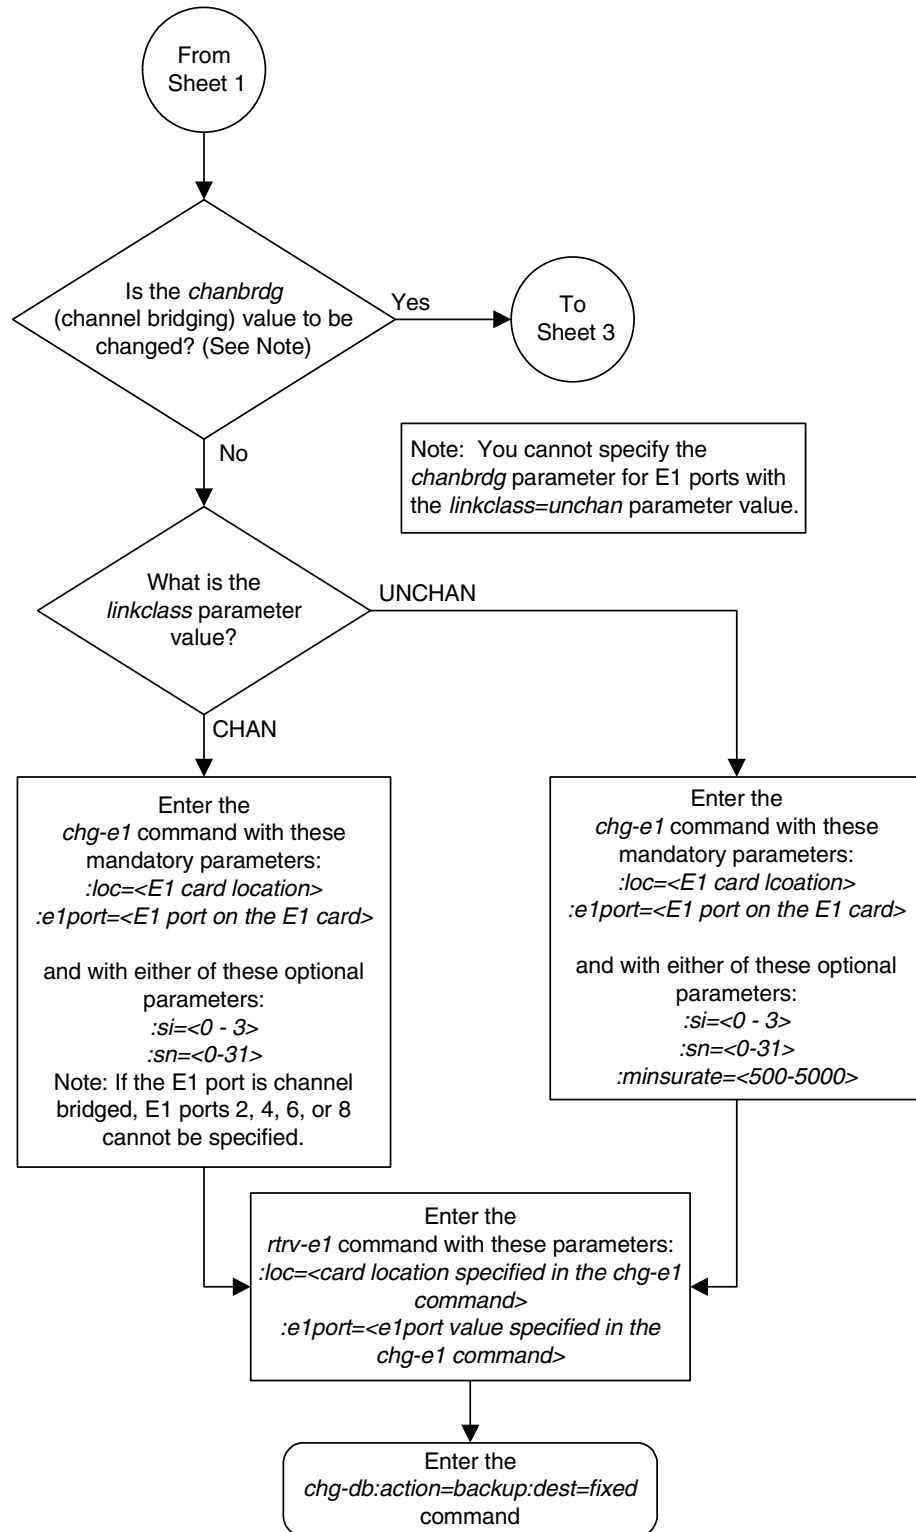 From
Sheet 1
Is the chanbrdg
(channel bridging) value to be
changed? (See Note)
Yes
To
Sheet 3
No
Note:  You cannot specify the
chanbrdg parameter for E1 ports with
the linkclass=unchan parameter value.
What is the
linkclass parameter
value?
UNCHAN
CHAN
Enter the
chg-e1 command with these
mandatory parameters:
:loc=<E1 card location>
:e1port=<E1 port on the E1 card>
and with either of these optional
parameters:
:si=<0 - 3>
:sn=<0-31>
Note: If the E1 port is channel
bridged, E1 ports 2, 4, 6, or 8
cannot be specified.
Enter the
chg-e1 command with these
mandatory parameters:
:loc=<E1 card lcoation>
:e1port=<E1 port on the E1 card>
and with either of these optional
parameters:
:si=<0 - 3>
:sn=<0-31>
:minsurate=<500-5000>
Enter the
rtrv-e1 command with these parameters:
:loc=<card location specified in the chg-e1
command>
:e1port=<e1port value specified in the
chg-e1 command>
Enter the
chg-db:action=backup:dest=fixed
command